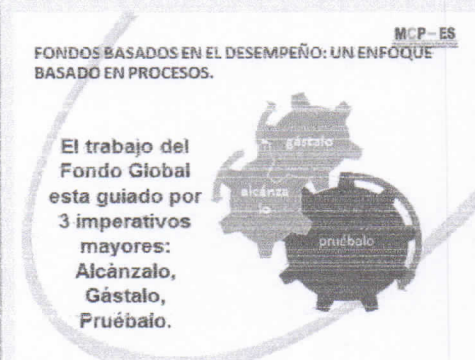 MCP-ES
FONDOS BASADOS EN EL DESEMPEÑO: UN ENFOQUE
BASADO EN PROCESOS.
El trabajo del
Fondo Global
esta guiado por
3 imperativos
mayores:
Alcánzalo,
Gástalo,
Pruébalo.
gástalo
alcánza
lo
pruébalo